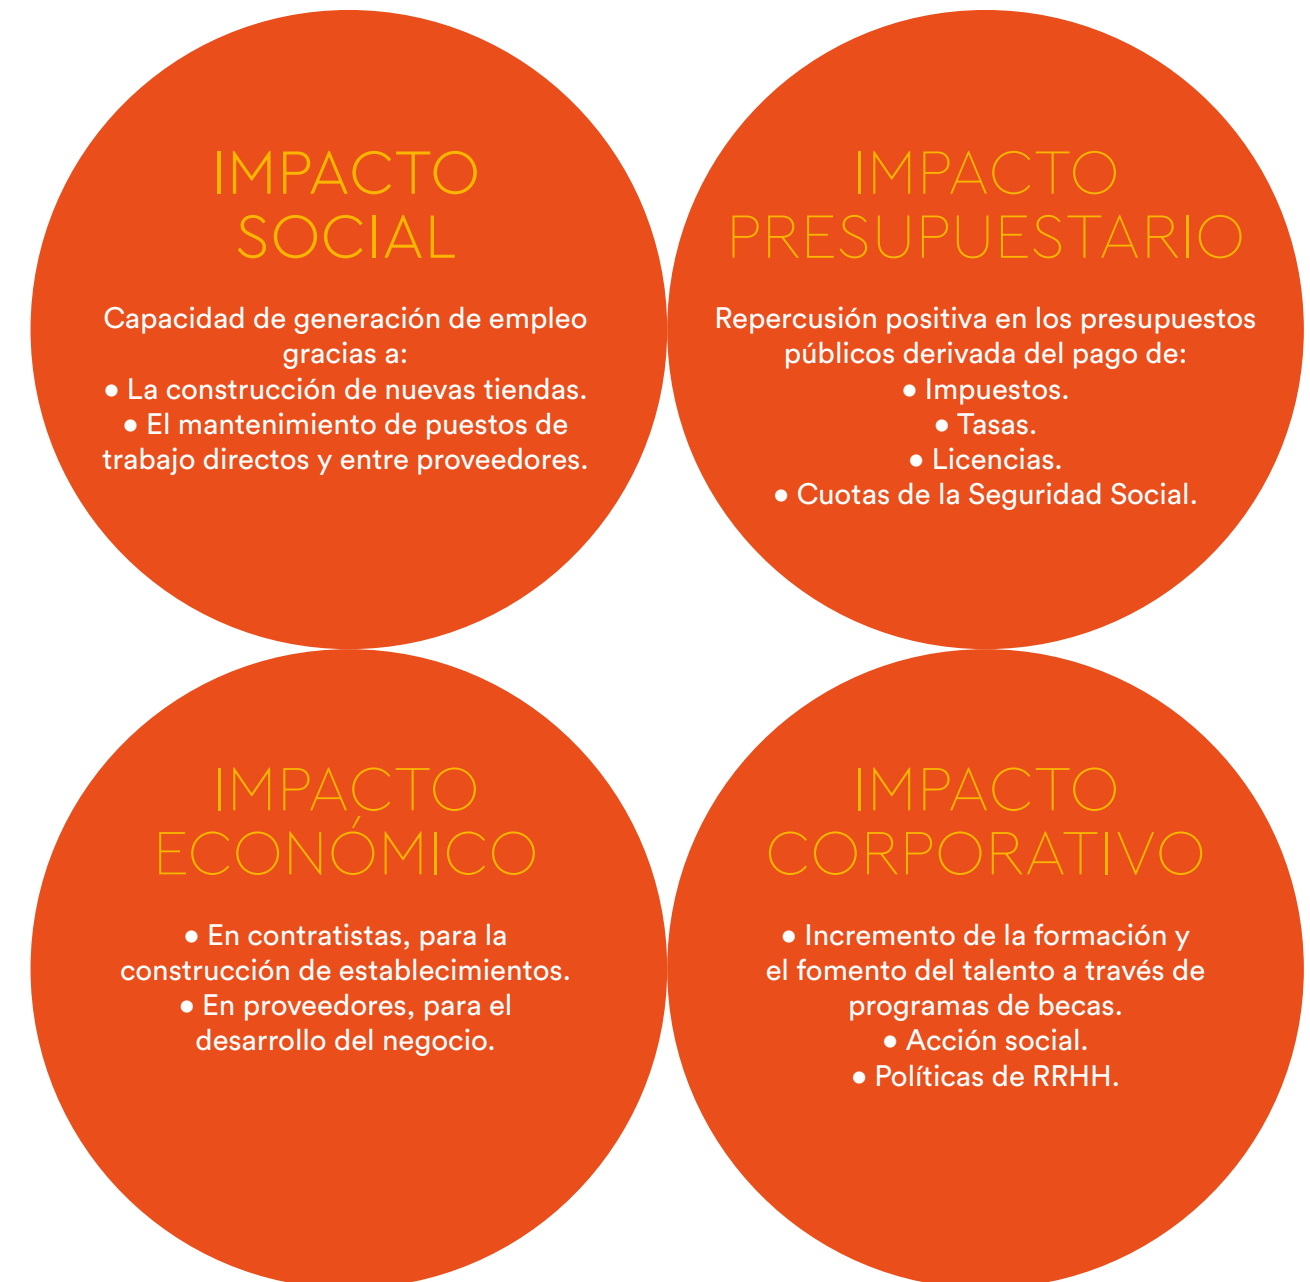 IMPACTO
SOCIAL
Capacidad de generación de empleo
gracias a:
● La construcción de nuevas tiendas.
● El mantenimiento de puestos de
trabajo directos y entre proveedores.
IMPACTO
PRESUPUESTARIO
Repercusión positiva en los presupuestos
públicos derivada del pago de:
● Impuestos.
● Tasas.
● Licencias.
● Cuotas de la Seguridad Social.
IMPACTO
ECONÓMICO
● En contratistas, para la
construcción de establecimientos.
● En proveedores, para el
desarrollo del negocio.
IMPACTO
CORPORATIVO
● Incremento de la formación y
el fomento del talento a través de
programas de becas.
● Acción social.
● Políticas de RRHH.